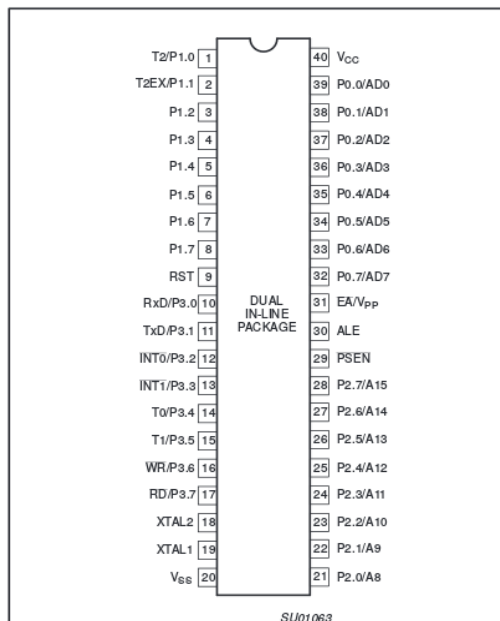 T2/P1.0 1 40 VCC
T2EX/P1.1 2 39 P0.0/AD0
P1.2 3 38 P0.1/AD1
P1.3 4 37 P0.2/AD2
P1.4 5 36 P0.3/AD3
P1.5 6 35 P0.4/AD4
P1.6 7 34 P0.5/AD5
P1.7 8 33 P0.6/AD6
RST 9 32 P0.7/AD7
RxD/P3.0 10 31 E̅A̅/VPP
TxD/P3.1 11 30 ALE
I̅N̅T̅0̅/P3.2 12 29 P̅S̅E̅N̅
I̅N̅T̅1̅/P3.3 13 28 P2.7/A15
T0/P3.4 14 27 P2.6/A14
T1/P3.5 15 26 P2.5/A13
W̅R̅/P3.6 16 25 P2.4/A12
R̅D̅/P3.7 17 24 P2.3/A11
XTAL2 18 23 P2.2/A10
XTAL1 19 22 P2.1/A9
VSS 20 21 P2.0/A8
DUAL
IN-LINE
PACKAGE
SU01063